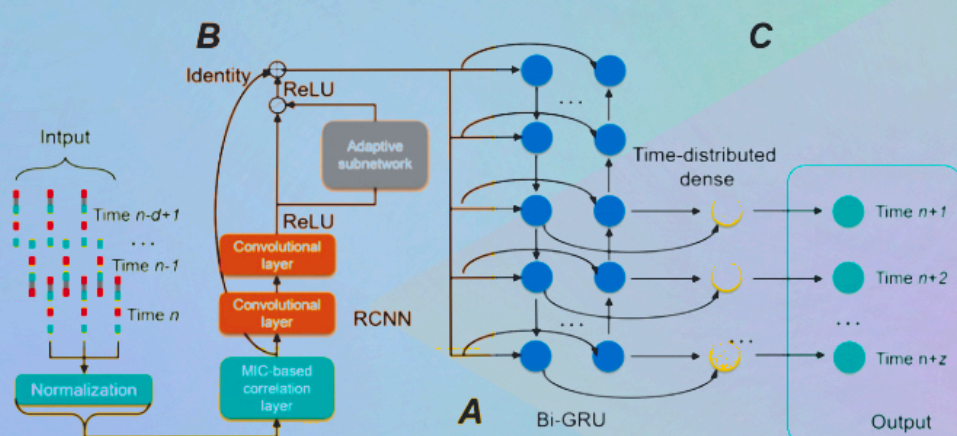 B
C
Identity
ReLU
Intput
Adaptive
subnetwork
Time-distributed
dense
Time n-d+1
...
Time n-1
Time n
ReLU
Convolutional
layer
Convolutional
layer
RCNN
MIC-based
correlation
layer
Normalization
...
...
...
Time n+1
Time n+2
...
Time n+z
A
Bi-GRU
Output